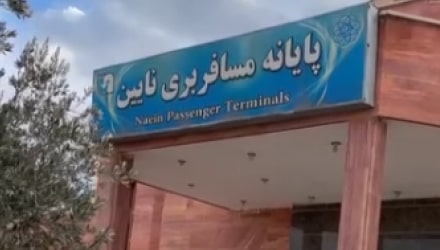 پایانه مسافربری نایین
Naein Passenger Terminals